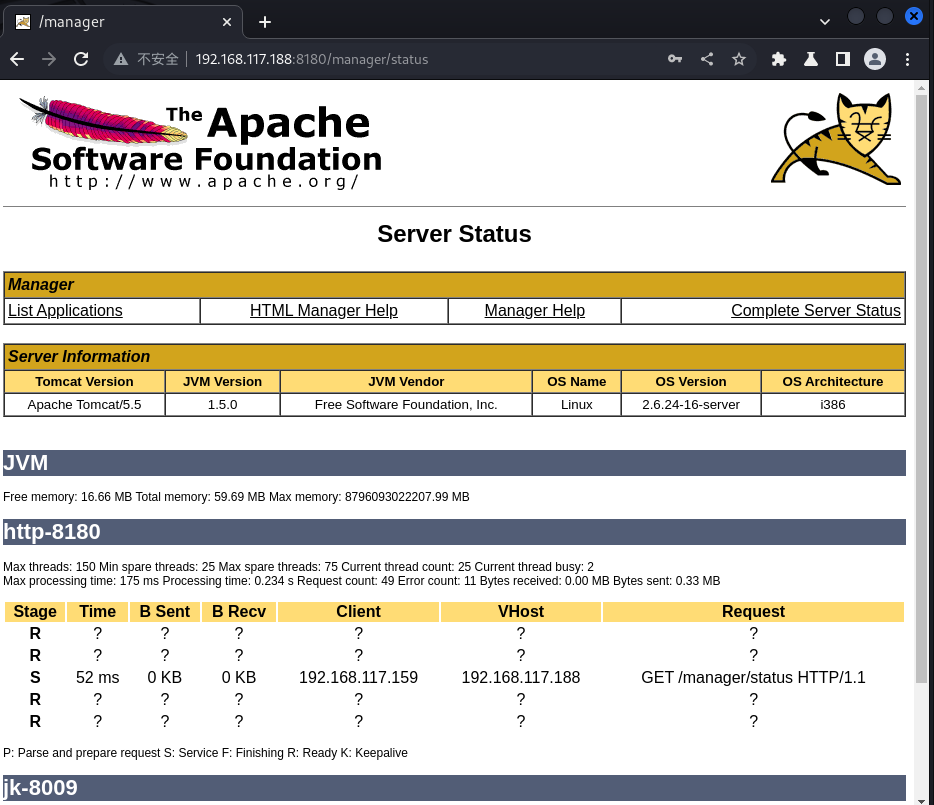 /manager
不安全 192.168.117.188:8180/manager/status
The Apache
Software Foundation
http://www.apache.org/
Server Status
Manager
List Applications HTML Manager Help Manager Help Complete Server Status
Server Information
Tomcat Version JVM Version JVM Vendor OS Name OS Version OS Architecture
Apache Tomcat/5.5 1.5.0 Free Software Foundation, Inc. Linux 2.6.24-16-server i386
JVM
Free memory: 16.66 MB Total memory: 59.69 MB Max memory: 8796093022207.99 MB
http-8180
Max threads: 150 Min spare threads: 25 Max spare threads: 75 Current thread count: 25 Current thread busy: 2
Max processing time: 175 ms Processing time: 0.234 s Request count: 49 Error count: 11 Bytes received: 0.00 MB Bytes sent: 0.33 MB
Stage Time B Sent B Recv Client VHost Request
R ? ? ? ? ? ?
R ? ? ? ? ? ?
S 52 ms 0 KB 0 KB 192.168.117.159 192.168.117.188 GET /manager/status HTTP/1.1
R ? ? ? ? ? ?
R ? ? ? ? ? ?
P: Parse and prepare request S: Service F: Finishing R: Ready K: Keepalive
jk-8009